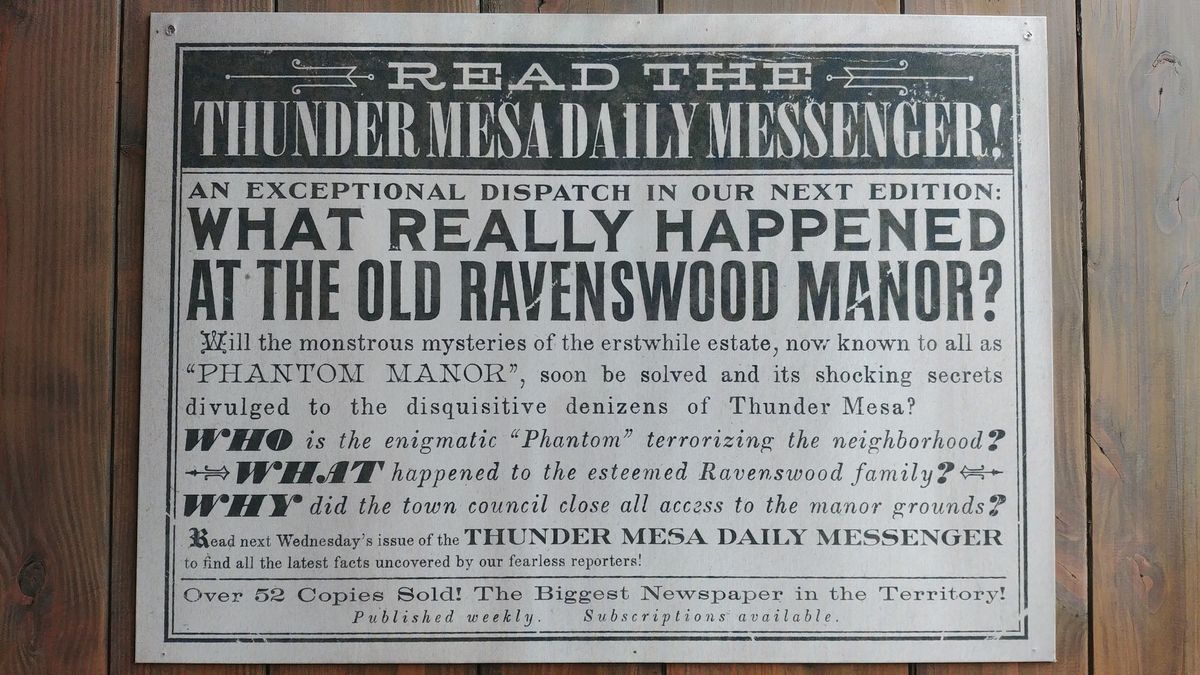 READ THE
THUNDER MESA DAILY MESSENGER!
AN EXCEPTIONAL DISPATCH IN OUR NEXT EDITION:
WHAT REALLY HAPPENED
AT THE OLD RAVENSWOOD MANOR?
Will the monstrous mysteries of the erstwhile estate, now known to all as
“PHANTOM MANOR”, soon be solved and its shocking secrets
divulged to the disquisitive denizens of Thunder Mesa?
WHO is the enigmatic “Phantom” terrorizing the neighborhood?
WHAT happened to the esteemed Ravenswood family?
WHY did the town council close all access to the manor grounds?
Read next Wednesday’s issue of the THUNDER MESA DAILY MESSENGER
to find all the latest facts uncovered by our fearless reporters!
Over 52 Copies Sold! The Biggest Newspaper in the Territory!
Published weekly. Subscriptions available.